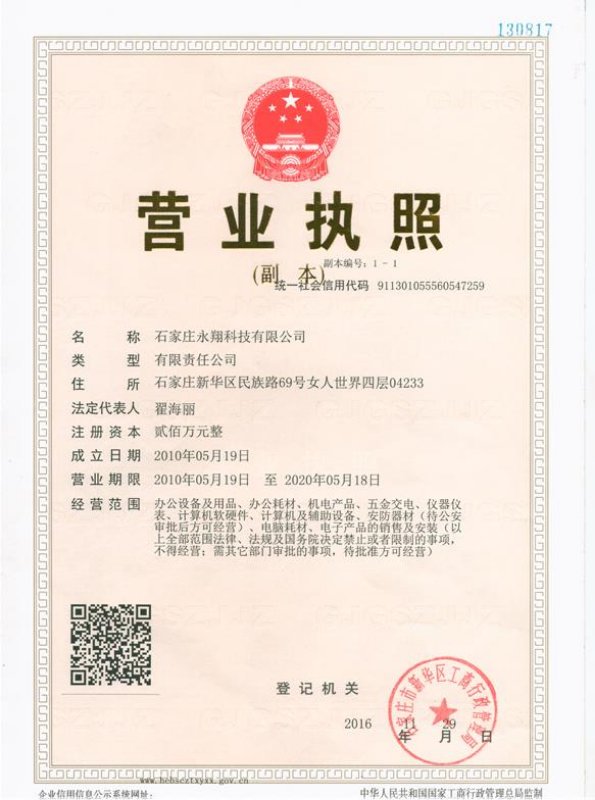 130817
营业执照
(副 本)
副本编号：1－1
统一社会信用代码 911301055560547259
名称 石家庄永翔科技有限公司
类型 有限责任公司
住所 石家庄新华区民族路69号女人世界四层04233
法定代表人 翟海丽
注册资本 贰佰万元整
成立日期 2010年05月19日
营业期限 2010年05月19日 至 2020年05月18日
经营范围 办公设备及用品、办公耗材、机电产品、五金交电、仪器仪
表、计算机软硬件、计算机及辅助设备、安防器材（待公安
审批后方可经营）、电脑耗材、电子产品的销售及安装（以
上全部范围法律、法规及国务院决定禁止或者限制的事项，
不得经营；需其它部门审批的事项，待批准方可经营）
登记机关
石家庄市新华区工商行政管理局
2016 11 29
年 月 日
www.hebscztxyxx.gov.cn
企业信用信息公示系统网址：
中华人民共和国国家工商行政管理总局监制